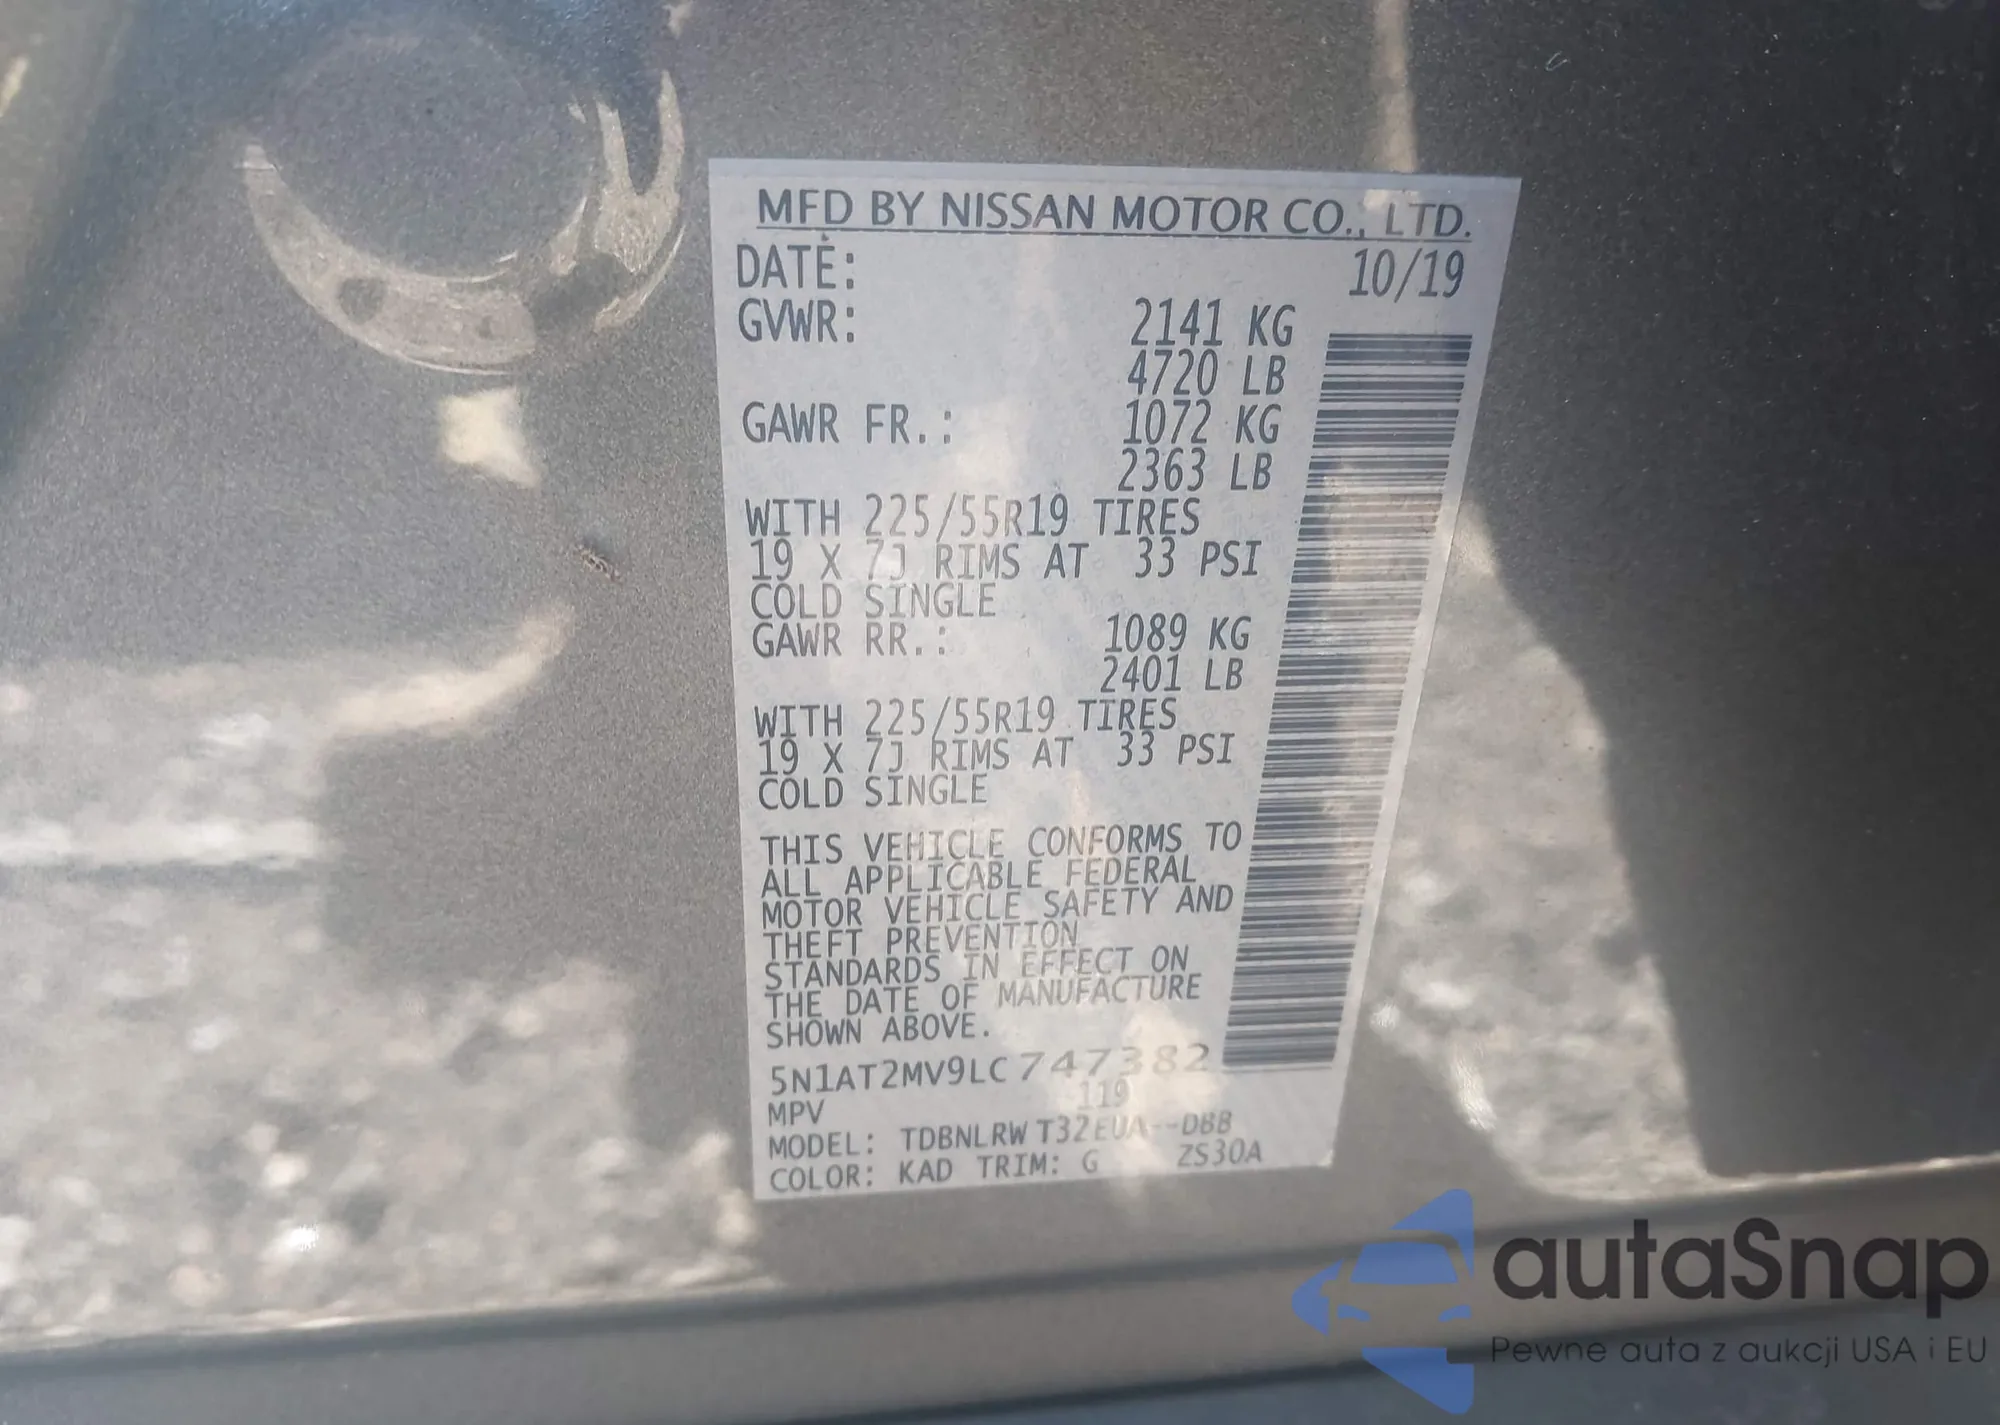 MFD BY NISSAN MOTOR CO., LTD.
DATE: 10/19
GVWR: 2141 KG
4720 LB
GAWR FR.: 1072 KG
2363 LB
WITH 225/55R19 TIRES
19 X 7J RIMS AT 33 PSI
COLD SINGLE
GAWR RR.: 1089 KG
2401 LB
WITH 225/55R19 TIRES
19 X 7J RIMS AT 33 PSI
COLD SINGLE
THIS VEHICLE CONFORMS TO
ALL APPLICABLE FEDERAL
MOTOR VEHICLE SAFETY AND
THEFT PREVENTION
STANDARDS IN EFFECT ON
THE DATE OF MANUFACTURE
SHOWN ABOVE.
5N1AT2MV9LC747382
MPV 119
MODEL: TDBNLRW T32EUA--DBB
COLOR: KAD TRIM: G ZS30A
autaSnap
Pewne auta z aukcji USA i EU